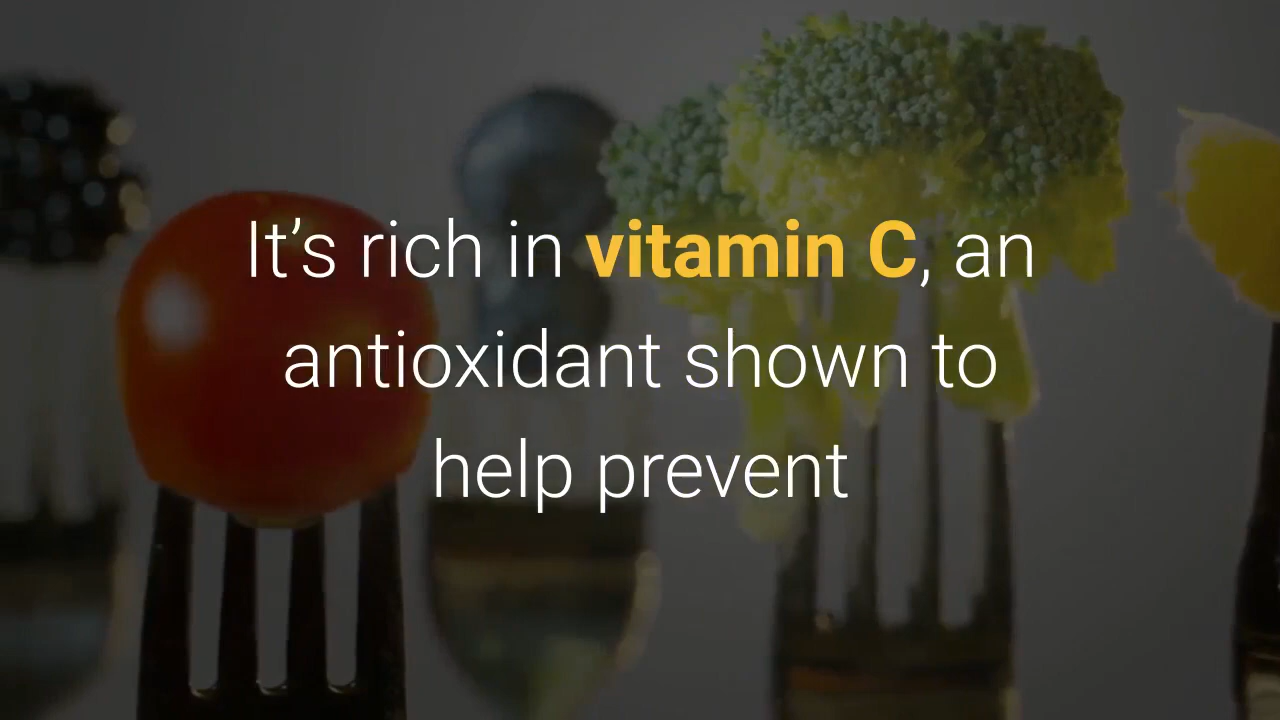 It’s rich in vitamin C, an
antioxidant shown to
help prevent